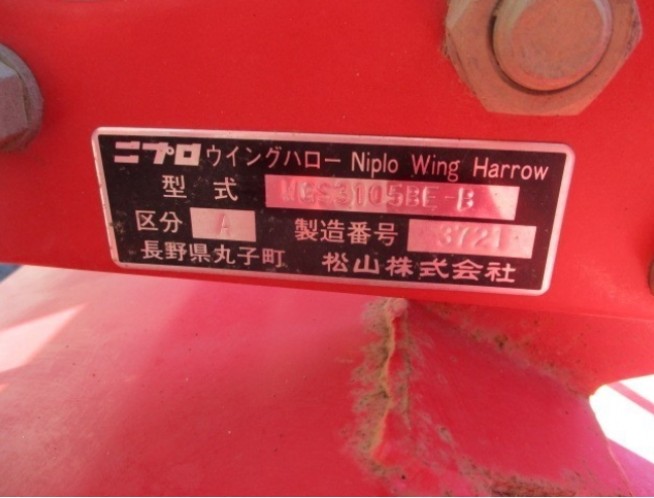 ニプロ ウイングハロー Niplo Wing Harrow
型式
区分 A 製造番号 3721
長野県丸子町 松山株式会社